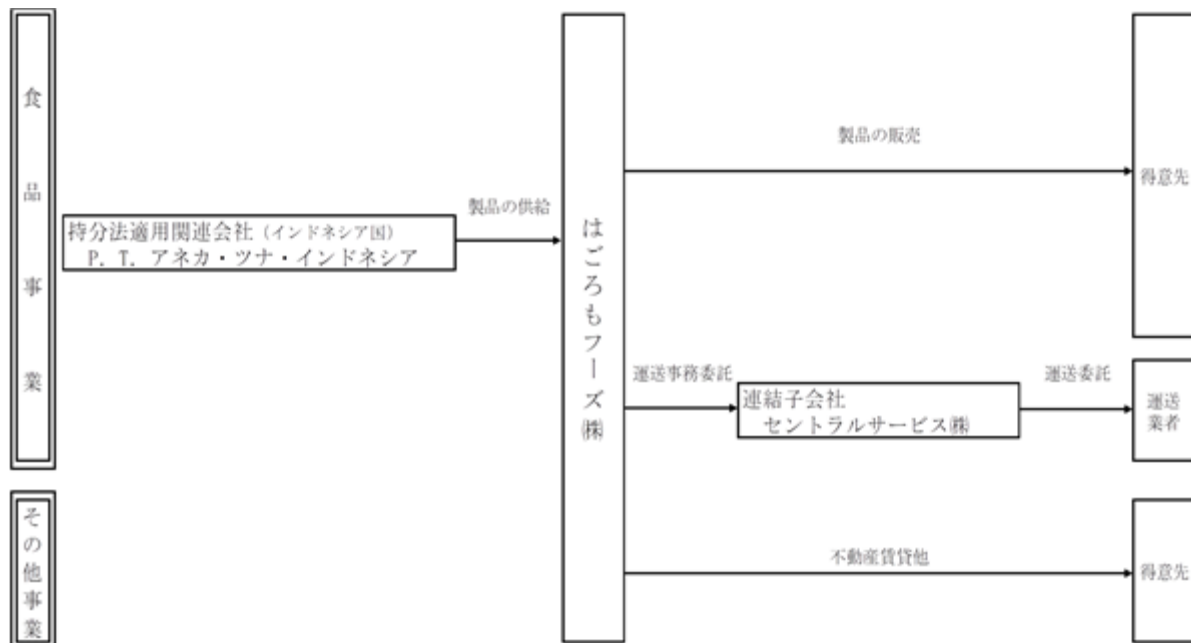 食品事業
持分法適用関連会社（インドネシア国）
P．T．アネカ・ツナ・インドネシア
製品の供給
はごろもフーズ㈱
製品の販売
得意先
運送事務委託
連結子会社
セントラルサービス㈱
運送委託
運送
業者
その他事業
不動産賃貸他
得意先